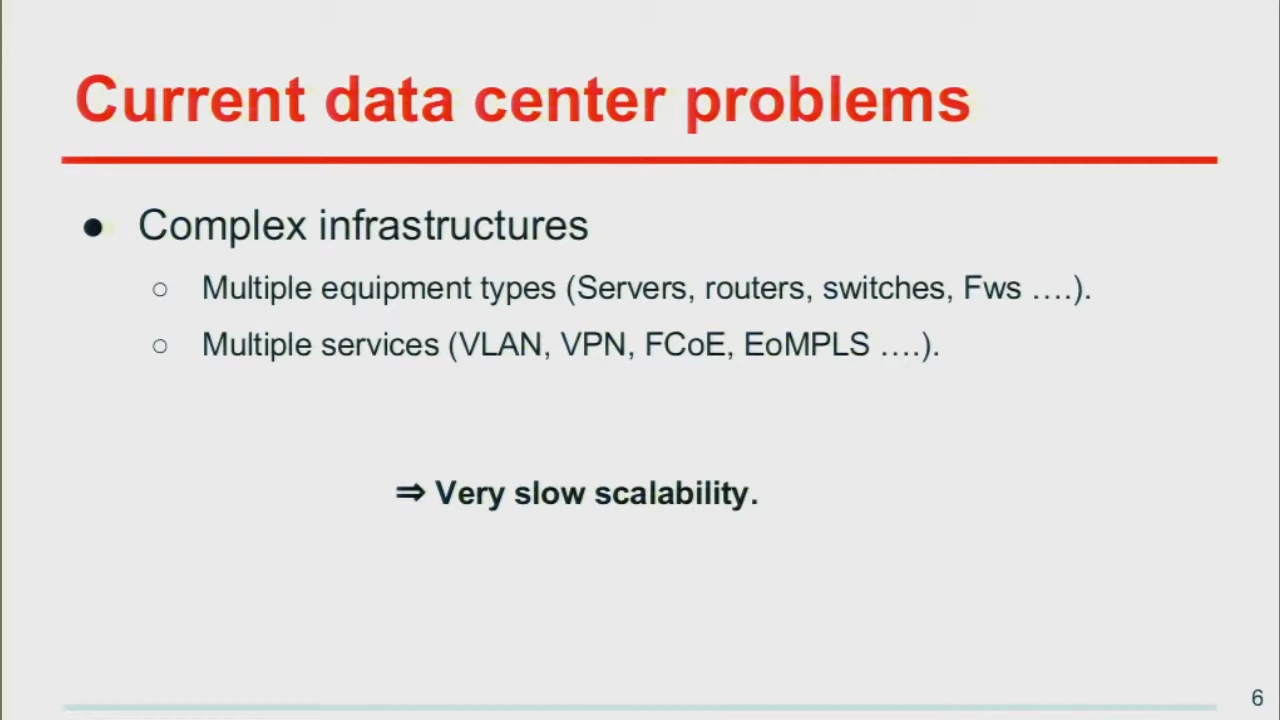 Current data center problems
● Complex infrastructures
○ Multiple equipment types (Servers, routers, switches, Fws ….).
○ Multiple services (VLAN, VPN, FCoE, EoMPLS ….).
⇒ Very slow scalability.
6